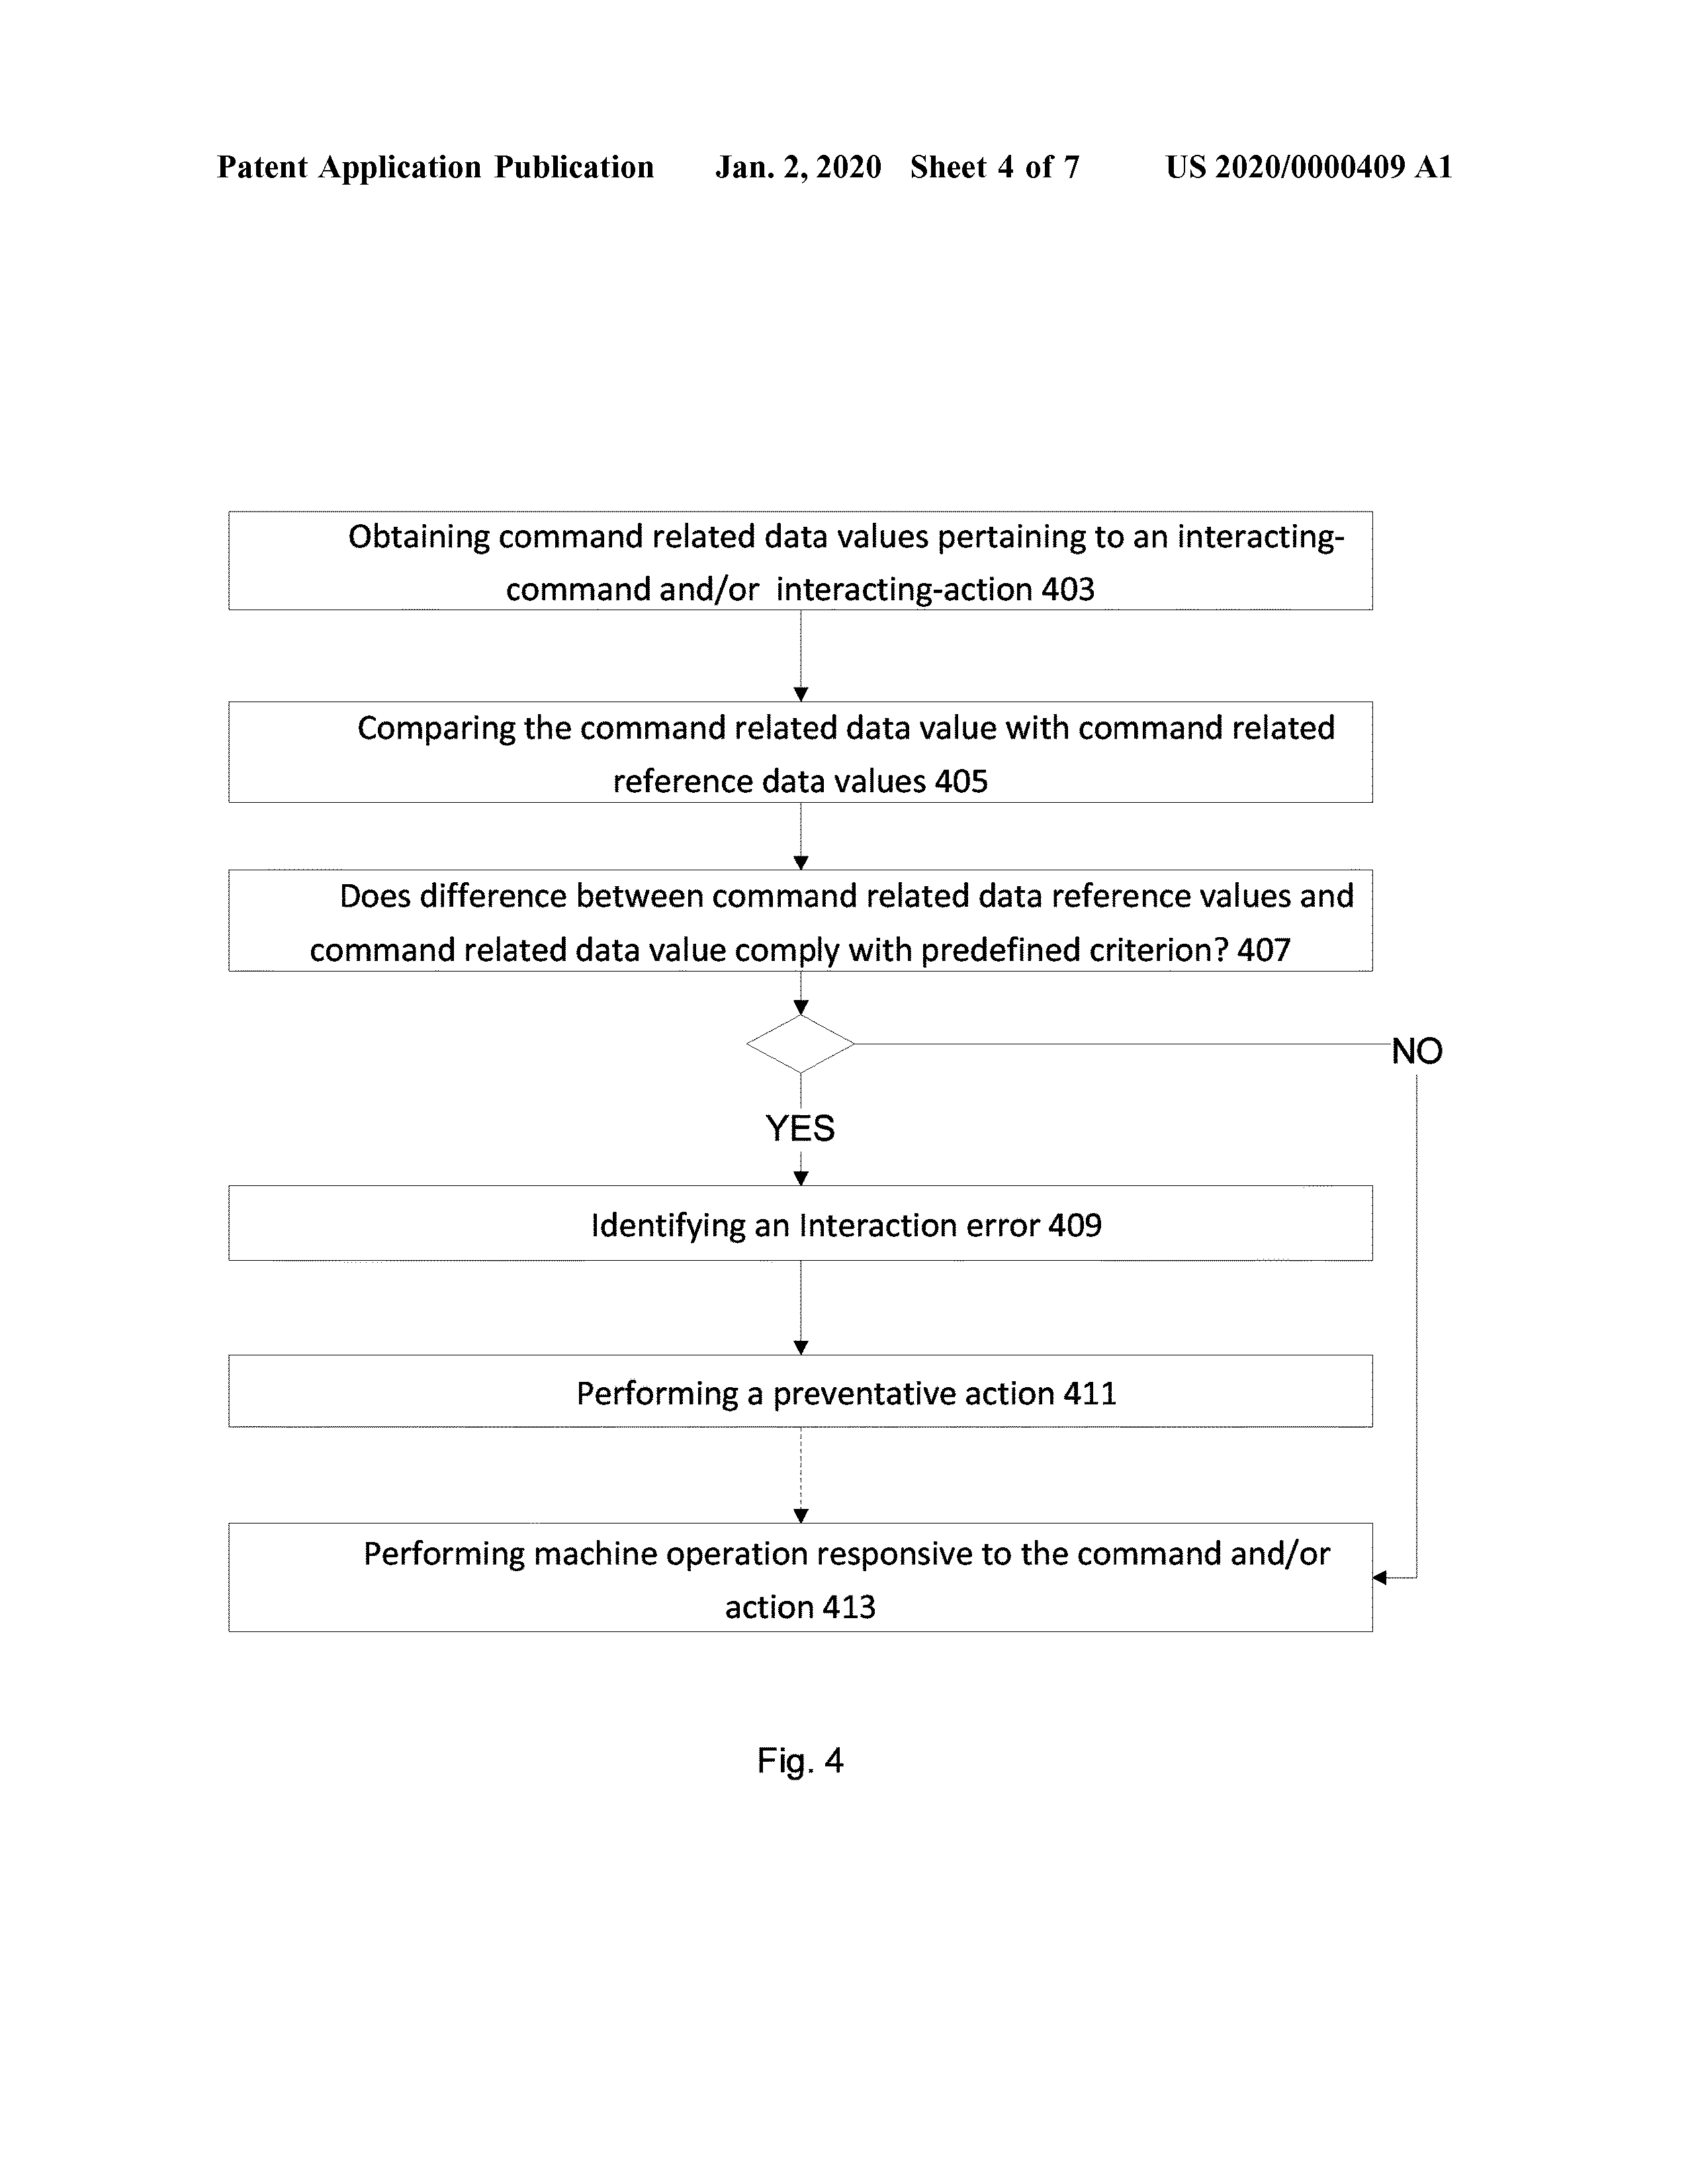 Patent Application Publication Jan. 2, 2020 Sheet 4 of 7 US 2020/0000409 A1
Obtaining command related data values pertaining to an interacting-
command and/or interacting-action 403
Comparing the command related data value with command related
reference data values 405
Does difference between command related data reference values and
command related data value comply with predefined criterion? 407
NO
YES
Identifying an Interaction error 409
Performing a preventative action 411
Performing machine operation responsive to the command and/or
action 413
Fig. 4